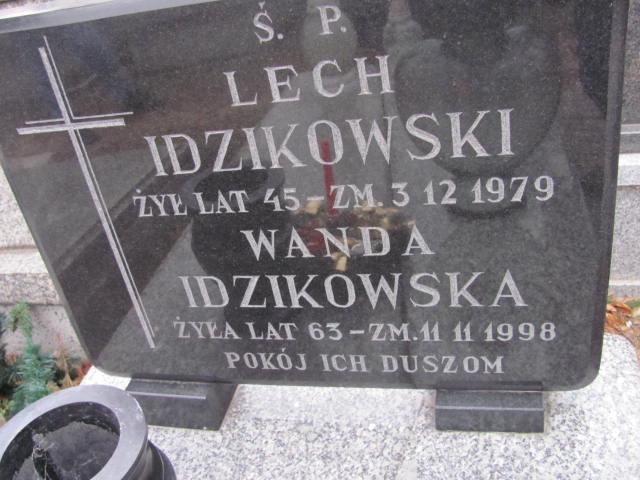 Ś. P.
LECH
IDZIKOWSKI
ŻYŁ LAT 45 - ZM. 3 12 1979
WANDA
IDZIKOWSKA
ŻYŁA LAT 63 - ZM. 11 11 1998
POKÓJ ICH DUSZOM